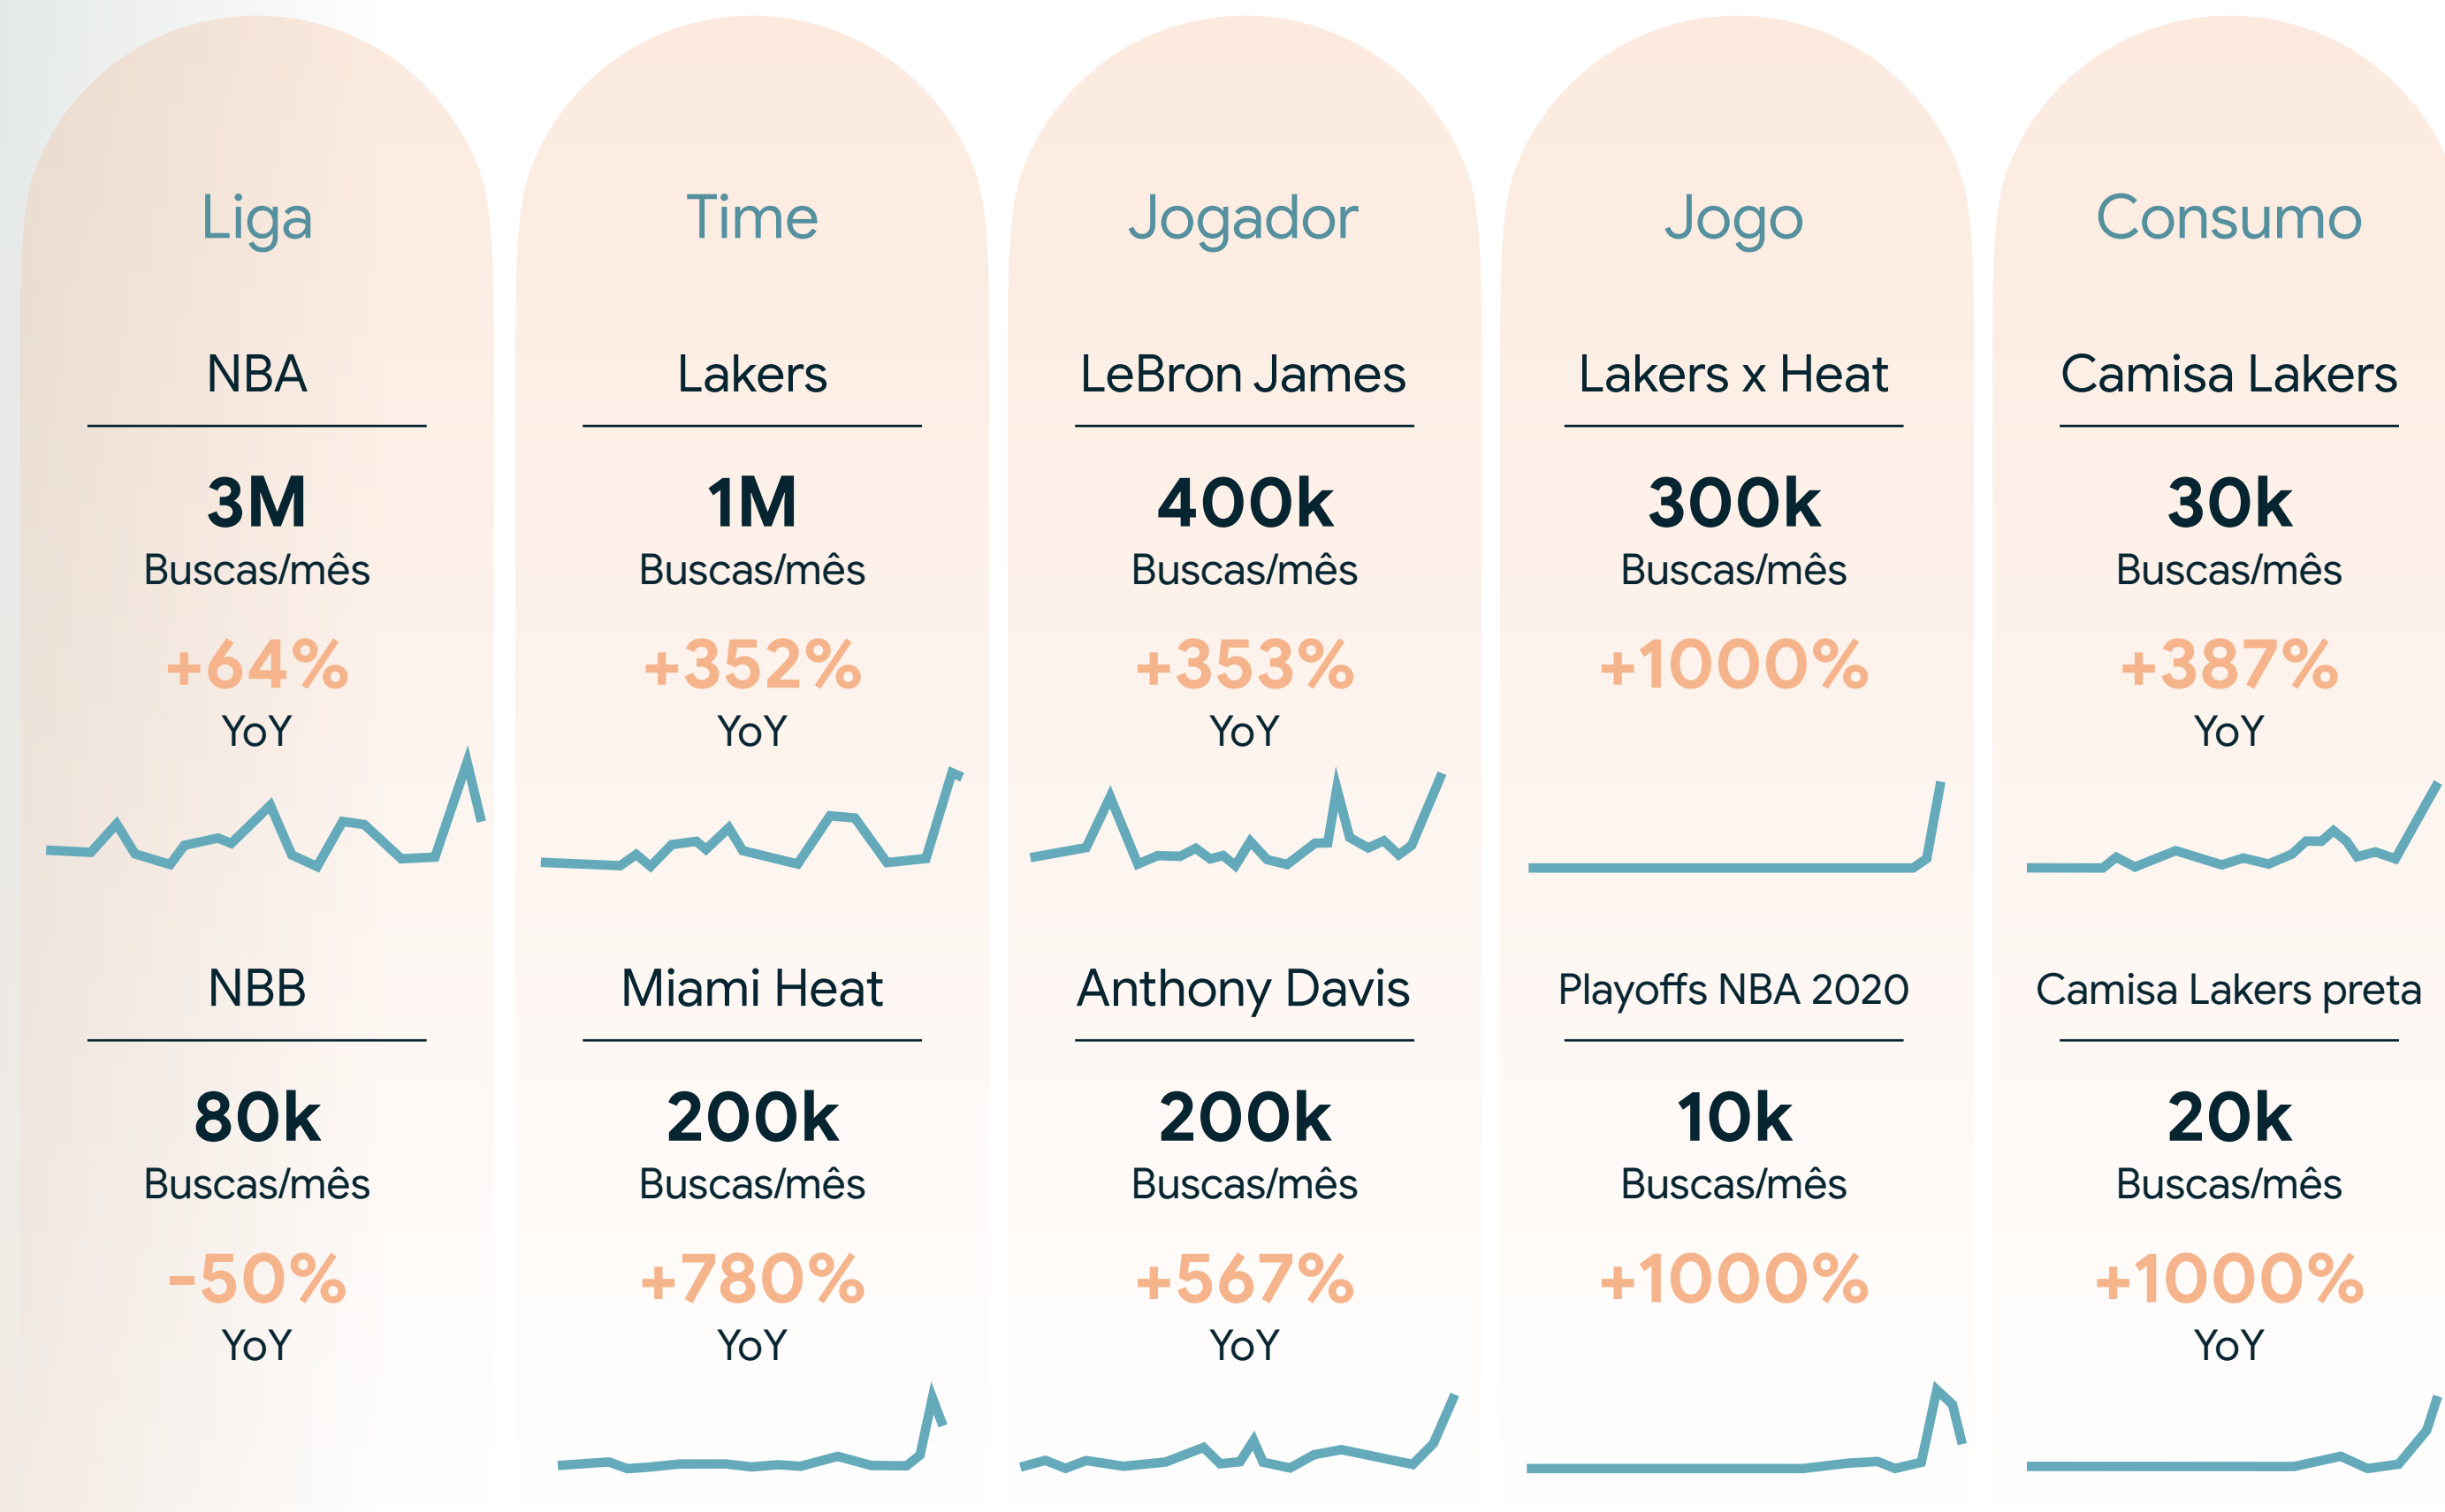 Liga
NBA
3M
Buscas/mês
+64%
YoY
NBB
80k
Buscas/mês
-50%
YoY
Time
Lakers
1M
Buscas/mês
+352%
YoY
Miami Heat
200k
Buscas/mês
+780%
YoY
Jogador
LeBron James
400k
Buscas/mês
+353%
YoY
Anthony Davis
200k
Buscas/mês
+567%
YoY
Jogo
Lakers x Heat
300k
Buscas/mês
+1000%
Playoffs NBA 2020
10k
Buscas/mês
+1000%
Consumo
Camisa Lakers
30k
Buscas/mês
+387%
YoY
Camisa Lakers preta
20k
Buscas/mês
+1000%
YoY